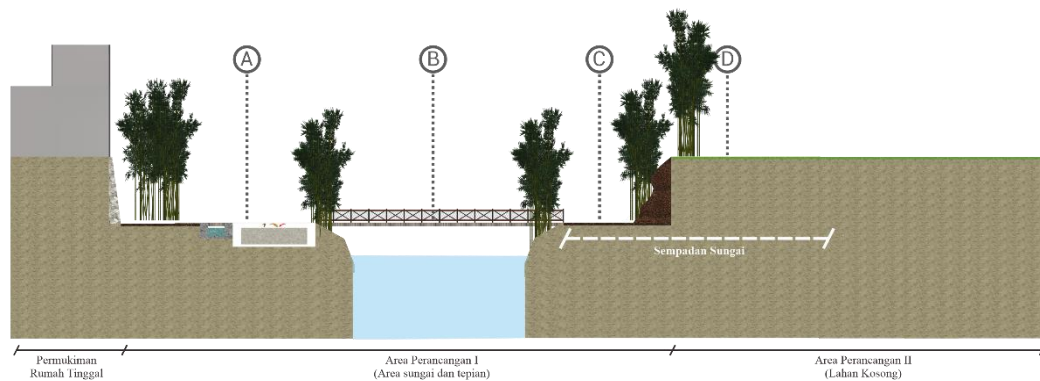 A
B
C
D
Sempadan Sungai
Permukiman
Rumah Tinggal
Area Perancangan I
(Area sungai dan tepian)
Area Perancangan II
(Lahan Kosong)